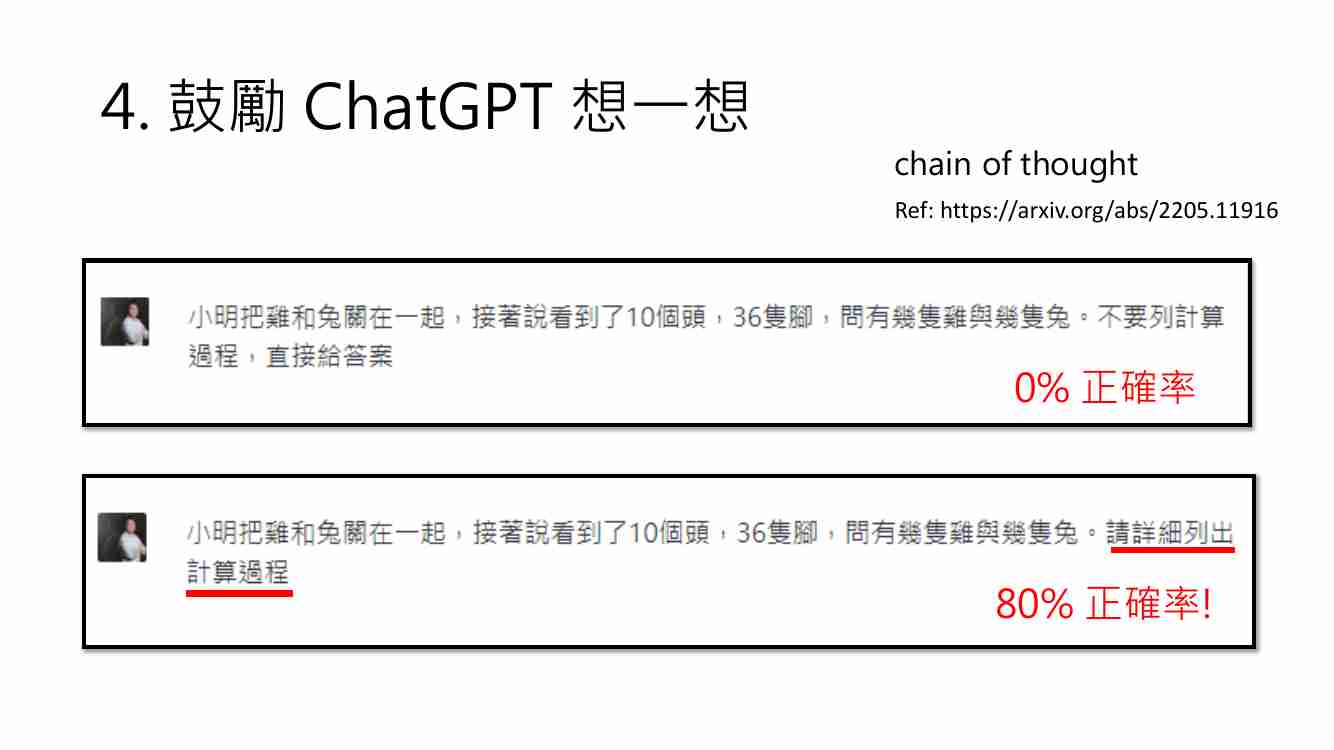 4. 鼓勵 ChatGPT 想一想
chain of thought
Ref: https://arxiv.org/abs/2205.11916
小明把雞和兔關在一起，接著說看到了10個頭，36隻腳，問有幾隻雞與幾隻兔。不要列計算
過程，直接給答案
0% 正確率
小明把雞和兔關在一起，接著說看到了10個頭，36隻腳，問有幾隻雞與幾隻兔。請詳細列出
計算過程
80% 正確率!